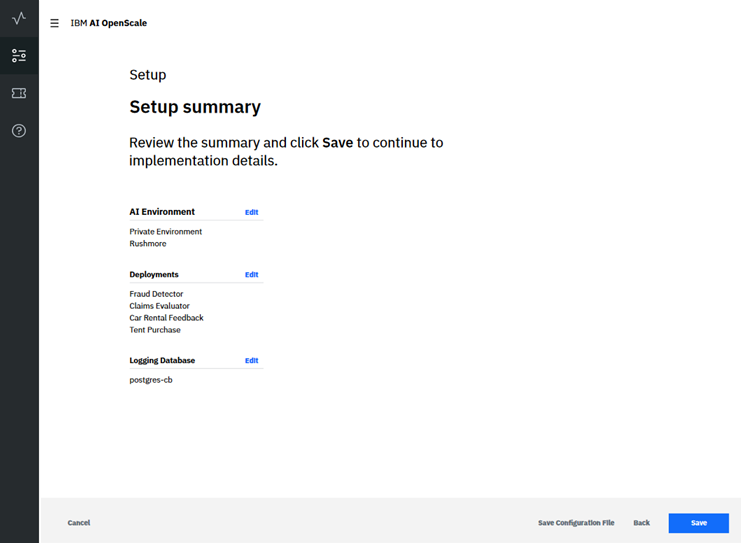 IBM AI OpenScale
Setup
Setup summary
Review the summary and click Save to continue to
implementation details.
AI Environment Edit
Private Environment
Rushmore
Deployments Edit
Fraud Detector
Claims Evaluator
Car Rental Feedback
Tent Purchase
Logging Database Edit
postgres-cb
Cancel Save Configuration File Back Save